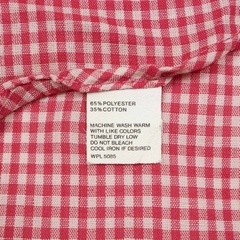 65% POLYESTER
35% COTTON
MACHINE WASH WARM
WITH LIKE COLORS
TUMBLE DRY LOW
DO NOT BLEACH
COOL IRON IF DESIRED
WPL 5085